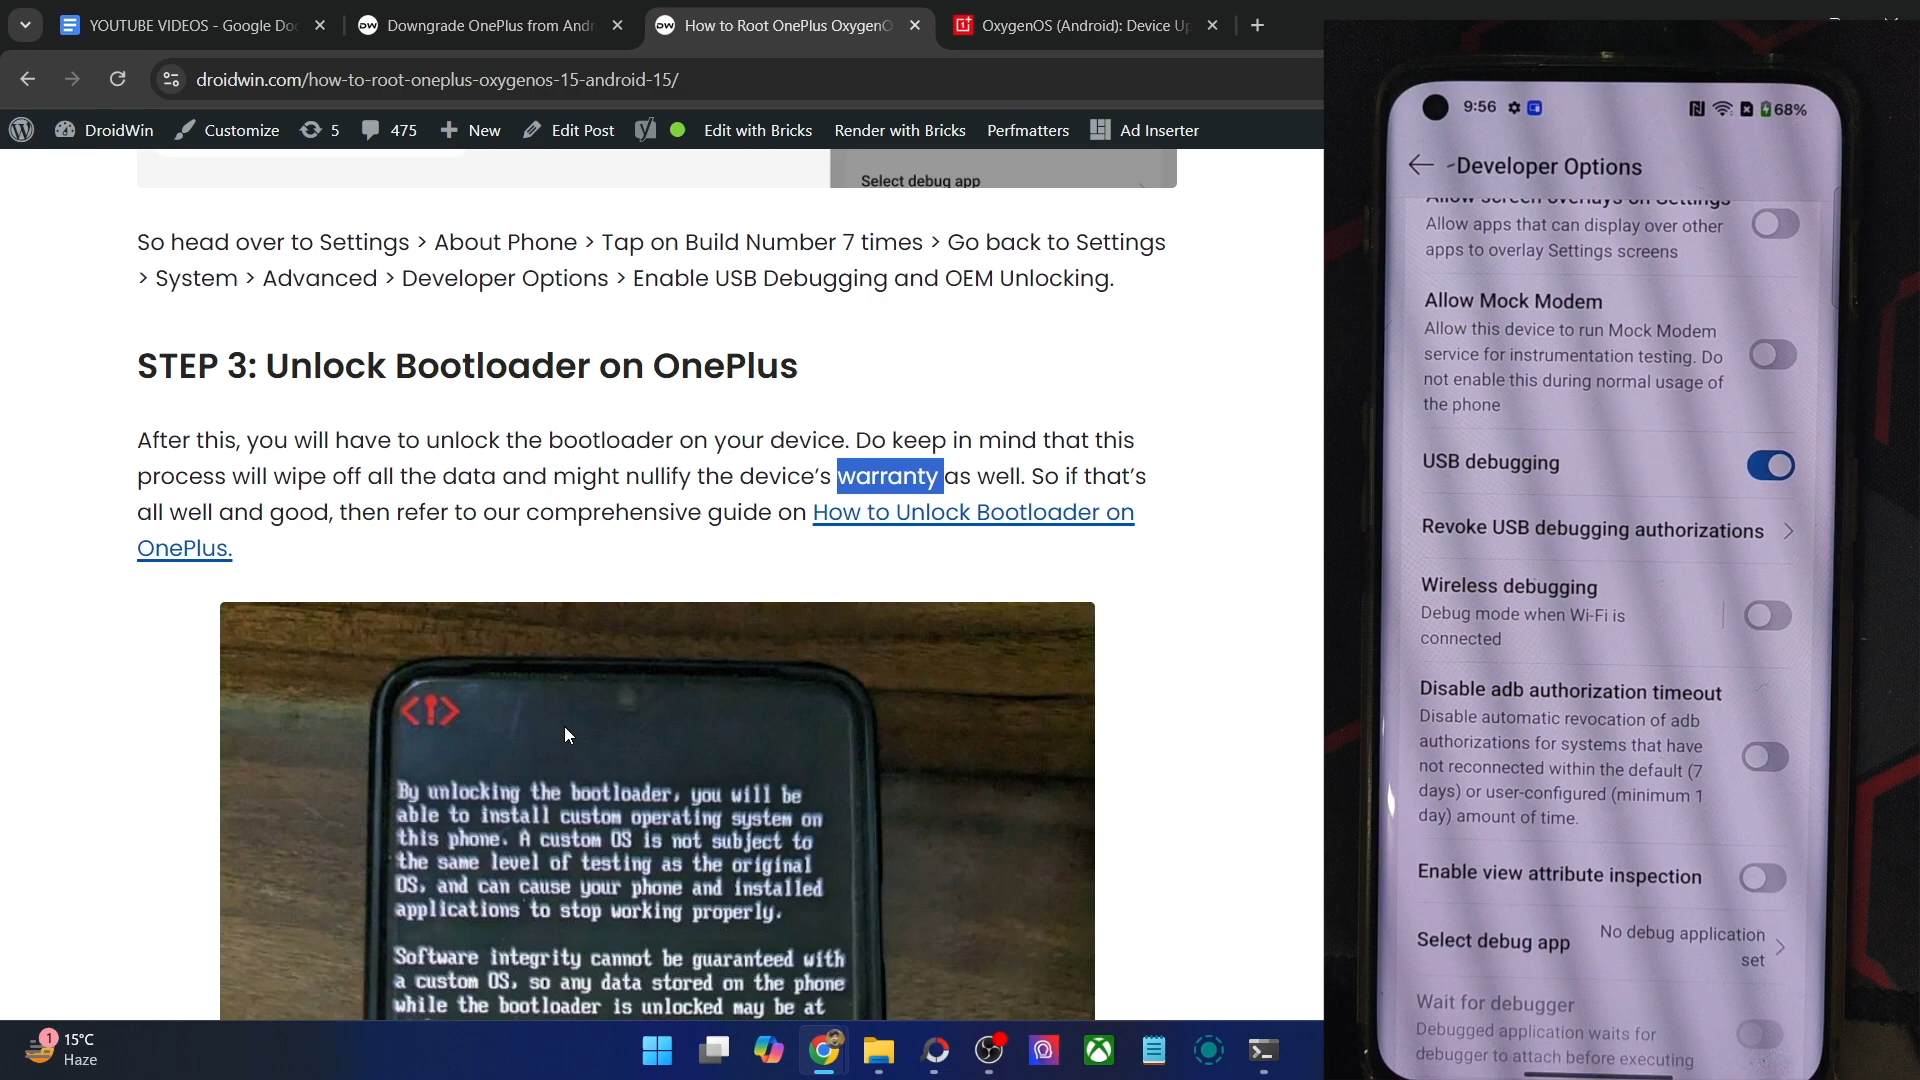 YOUTUBE VIDEOS - Google Do
Downgrade OnePlus from Andr
How to Root OnePlus OxygenO
OxygenOS (Android): Device Up
droidwin.com/how-to-root-oneplus-oxygenos-15-android-15/
DroidWin
Customize
5
475
New
Edit Post
Edit with Bricks
Render with Bricks
Perfmatters
Ad Inserter
Select debug app
So head over to Settings > About Phone > Tap on Build Number 7 times > Go back to Settings
> System > Advanced > Developer Options > Enable USB Debugging and OEM Unlocking.
STEP 3: Unlock Bootloader on OnePlus
After this, you will have to unlock the bootloader on your device. Do keep in mind that this
process will wipe off all the data and might nullify the device’s warranty as well. So if that’s
all well and good, then refer to our comprehensive guide on How to Unlock Bootloader on
OnePlus.
<!>
By unlocking the bootloader, you will be
able to install custom operating system on
this phone. A custom OS is not subject to
the same level of testing as the original
OS, and can cause your phone and installed
applications to stop working properly.
Software integrity cannot be guaranteed with
a custom OS, so any data stored on the phone
while the bootloader is unlocked may be at
1
15°C
Haze
9:56
68%
Developer Options
Allow screen overlays on Settings
Allow apps that can display over other
apps to overlay Settings screens
Allow Mock Modem
Allow this device to run Mock Modem
service for instrumentation testing. Do
not enable this during normal usage of
the phone
USB debugging
Revoke USB debugging authorizations
Wireless debugging
Debug mode when Wi-Fi is
connected
Disable adb authorization timeout
Disable automatic revocation of adb
authorizations for systems that have
not reconnected within the default (7
days) or user-configured (minimum 1
day) amount of time.
Enable view attribute inspection
Select debug app
No debug application
set
Wait for debugger
Debugged application waits for
debugger to attach before executing